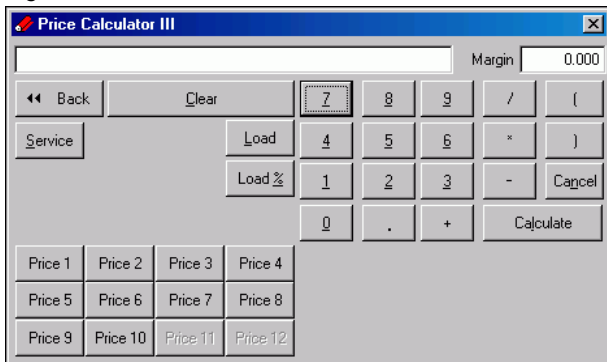 Price Calculator III
Margin 0.000
Back Clear 7 8 9 / (
Service Load 4 5 6 * )
Load % 1 2 3 - Cancel
0 . + Calculate
Price 1 Price 2 Price 3 Price 4
Price 5 Price 6 Price 7 Price 8
Price 9 Price 10 Price 11 Price 12